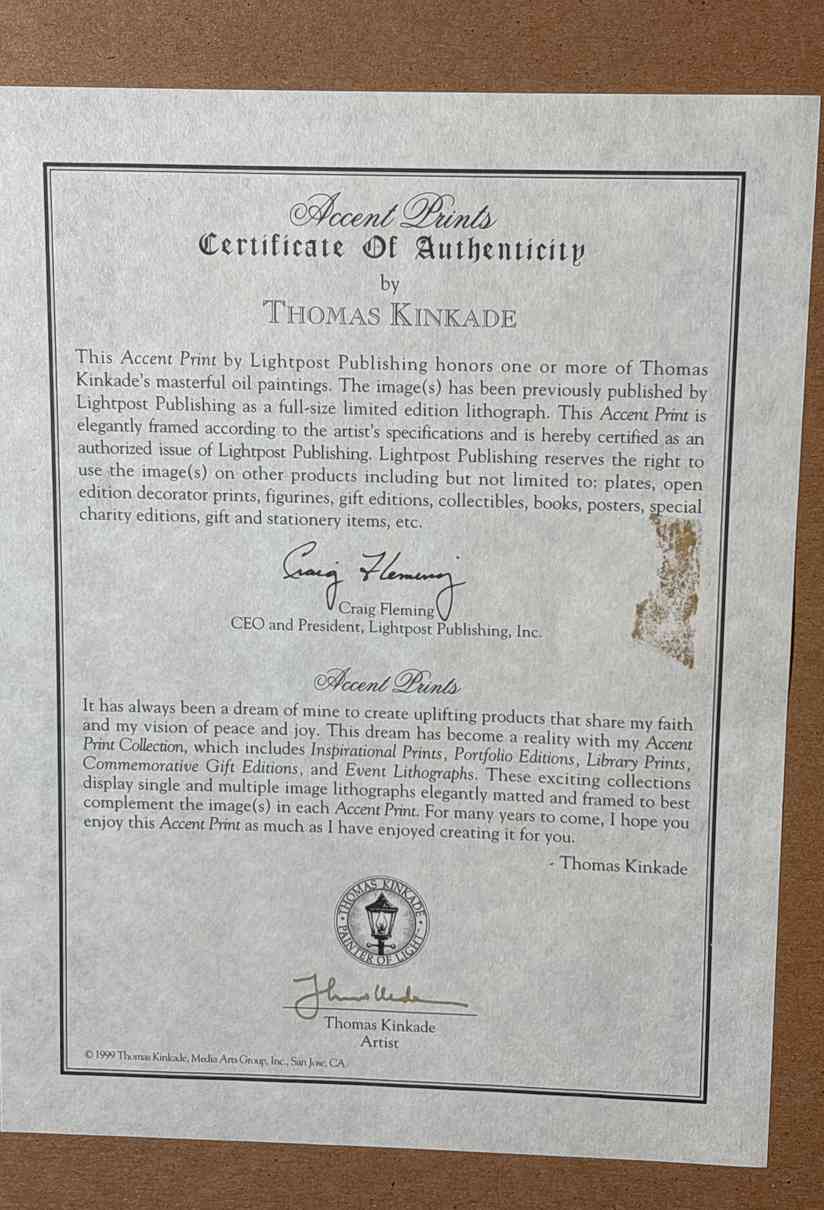 Accent Prints
Certificate Of Authenticity
by
THOMAS KINKADE
This Accent Print by Lightpost Publishing honors one or more of Thomas
Kinkade's masterful oil paintings. The image(s) has been previously published by
Lightpost Publishing as a full-size limited edition lithograph. This Accent Print is
elegantly framed according to the artist's specifications and is hereby certified as an
authorized issue of Lightpost Publishing. Lightpost Publishing reserves the right to
use the image(s) on other products including but not limited to: plates, open
edition decorator prints, figurines, gift editions, collectibles, books, posters, special
charity editions, gift and stationery items, etc.
Craig Fleming
Craig Fleming
CEO and President, Lightpost Publishing, Inc.
Accent Prints
It has always been a dream of mine to create uplifting products that share my faith
and my vision of peace and joy. This dream has become a reality with my Accent
Print Collection, which includes Inspirational Prints, Portfolio Editions, Library Prints,
Commemorative Gift Editions, and Event Lithographs. These exciting collections
display single and multiple image lithographs elegantly matted and framed to best
complement the image(s) in each Accent Print. For many years to come, I hope you
enjoy this Accent Print as much as I have enjoyed creating it for you.
- Thomas Kinkade
·THOMAS KINKADE·
PAINTER OF LIGHT
Thomas Kinkade
Artist
© 1999 Thomas Kinkade, Media Arts Group, Inc., San Jose, CA